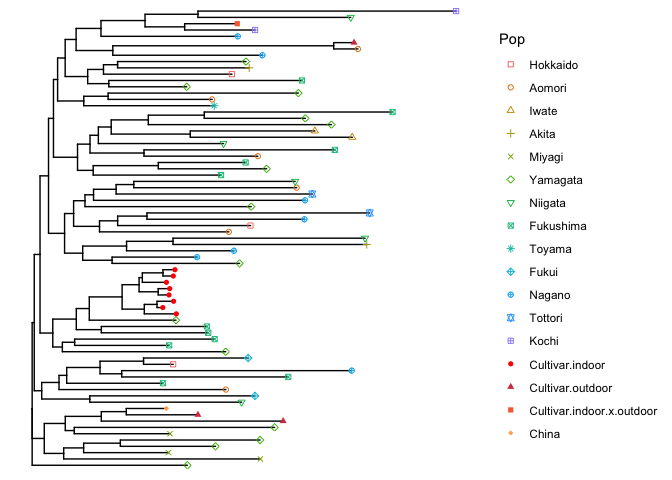 Pop
Hokkaido
Aomori
Iwate
Akita
Miyagi
Yamagata
Niigata
Fukushima
Toyama
Fukui
Nagano
Tottori
Kochi
Cultivar.indoor
Cultivar.outdoor
Cultivar.indoor.x.outdoor
China